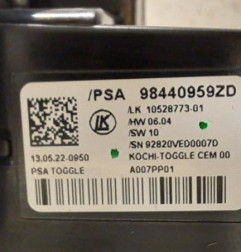 /PSA 98440959ZD
/LK 10528773-01
/HW 06.04
/SW 10
/SN 92820VED0007D
LK
13.05.22-0950
KOCHI-TOGGLE CEM 00
PSA TOGGLE
A007PP01